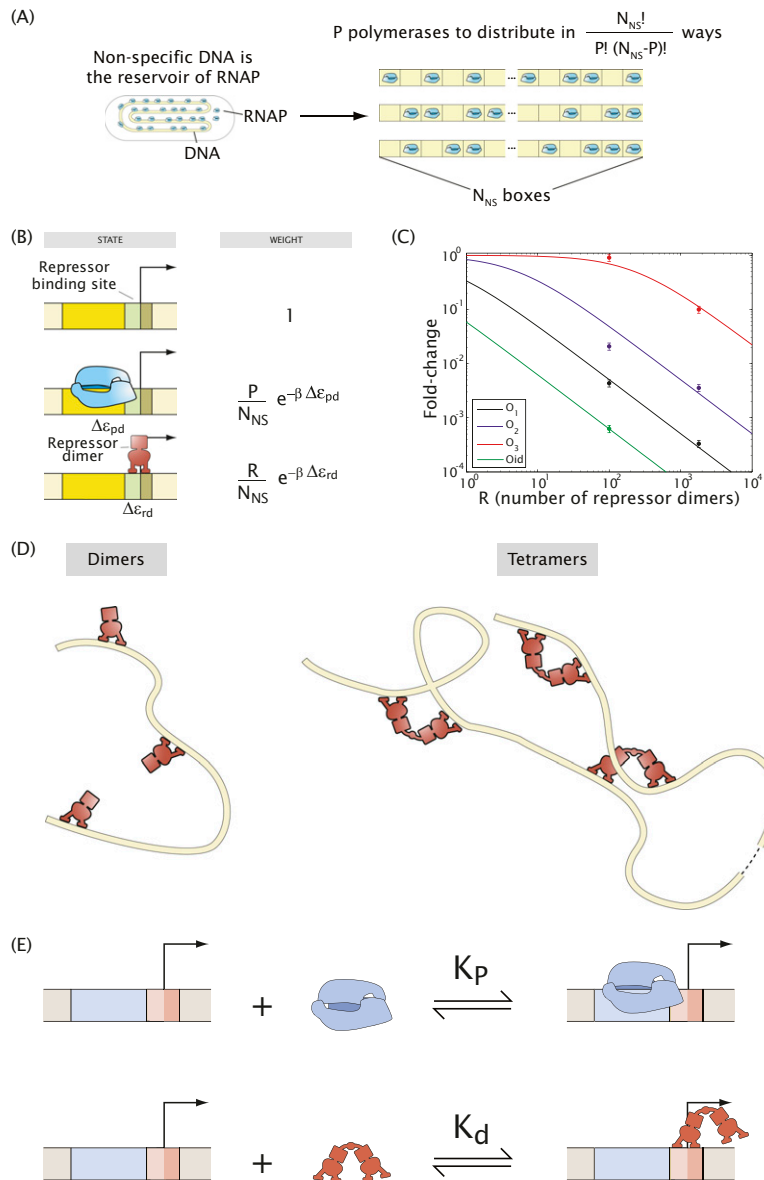 (A)
P polymerases to distribute in N_NS! / P! (N_NS-P)! ways
Non-specific DNA is
the reservoir of RNAP
RNAP
DNA
...
...
...
N_NS boxes
(B)
STATE
WEIGHT
Repressor
binding site
1
P/N_NS e^(-β Δε_pd)
Δε_pd
Repressor
dimer
R/N_NS e^(-β Δε_rd)
Δε_rd
(C)
10^0
10^-1
10^-2
10^-3
10^-4
Fold-change
O_1
O_2
O_3
Oid
10^0 10^1 10^2 10^3 10^4
R (number of repressor dimers)
(D)
Dimers
Tetramers
(E)
+ K_P
+ K_d